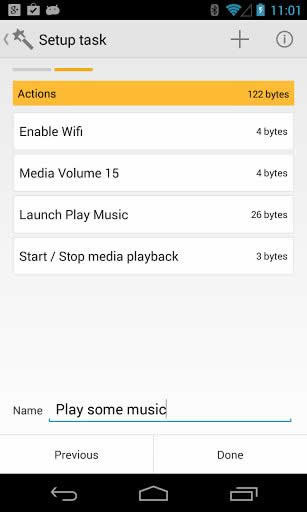 11:01
Setup task
Actions 122 bytes
Enable Wifi 4 bytes
Media Volume 15 4 bytes
Launch Play Music 26 bytes
Start / Stop media playback 3 bytes
Name Play some music
Previous Done